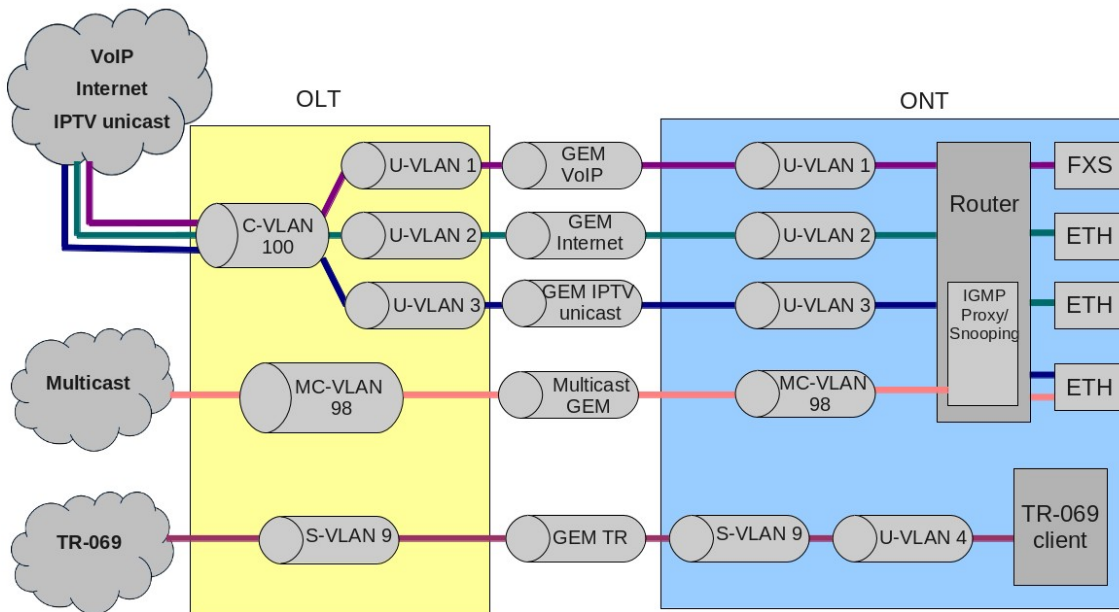 VoIP
Internet
IPTV unicast
OLT
ONT
C-VLAN
100
U-VLAN 1
U-VLAN 2
U-VLAN 3
GEM
VoIP
GEM
Internet
GEM IPTV
unicast
U-VLAN 1
U-VLAN 2
U-VLAN 3
Router
IGMP
Proxy/
Snooping
FXS
ETH
ETH
ETH
Multicast
MC-VLAN
98
Multicast
GEM
MC-VLAN
98
TR-069
S-VLAN 9
GEM TR
S-VLAN 9
U-VLAN 4
TR-069
client